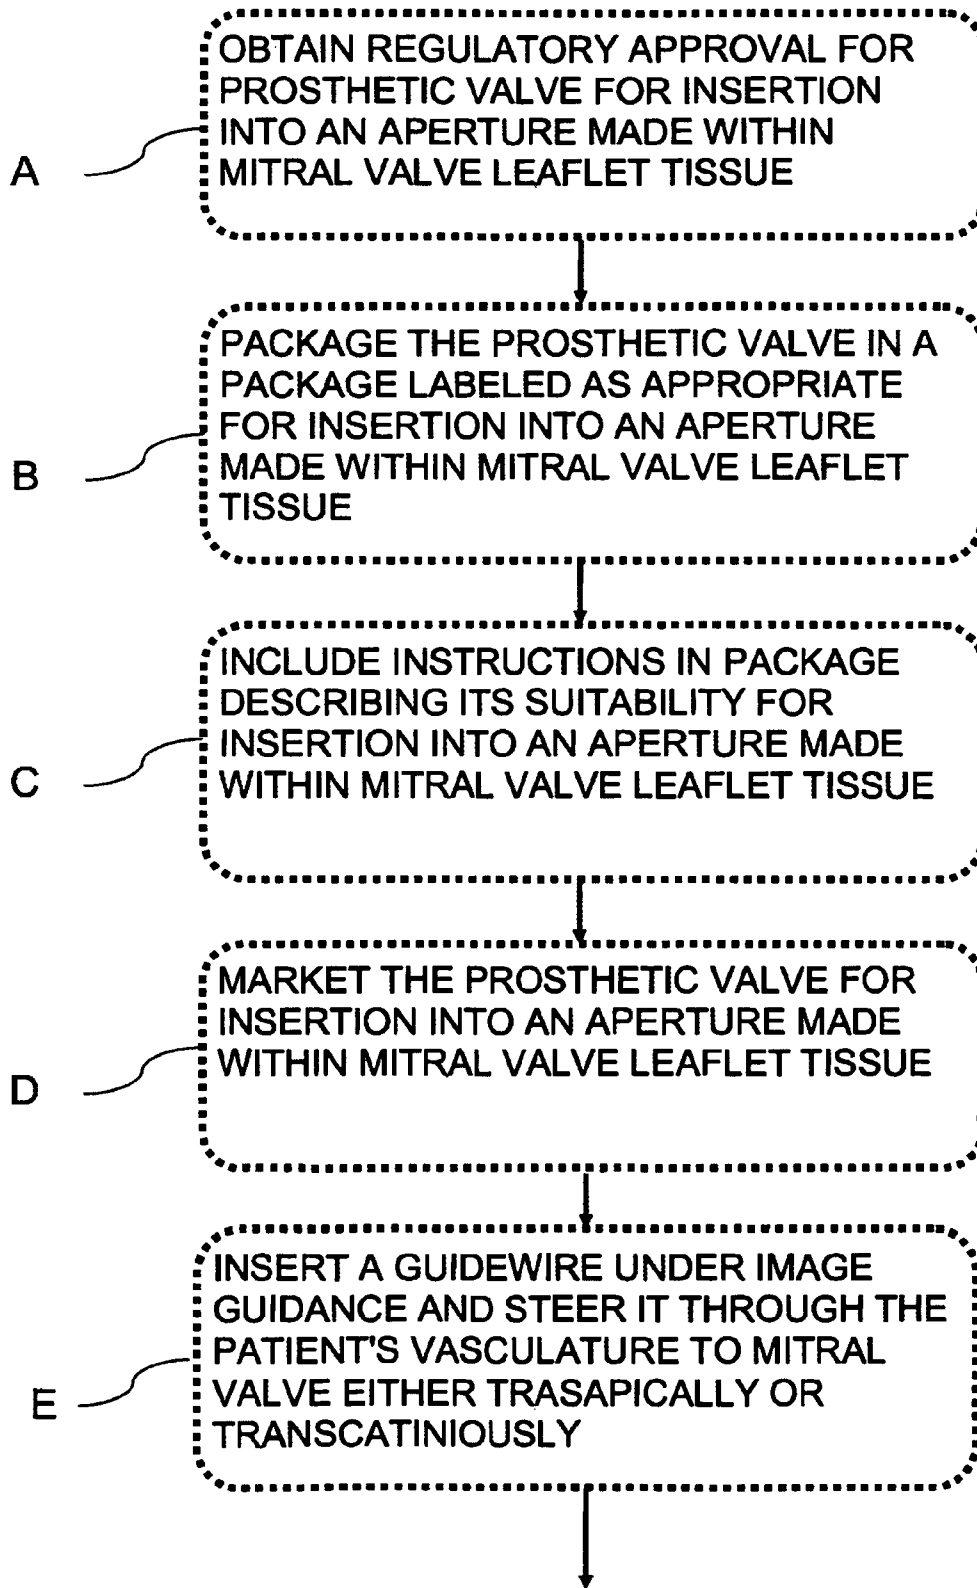 A
OBTAIN REGULATORY APPROVAL FOR
PROSTHETIC VALVE FOR INSERTION
INTO AN APERTURE MADE WITHIN
MITRAL VALVE LEAFLET TISSUE
B
PACKAGE THE PROSTHETIC VALVE IN A
PACKAGE LABELED AS APPROPRIATE
FOR INSERTION INTO AN APERTURE
MADE WITHIN MITRAL VALVE LEAFLET
TISSUE
C
INCLUDE INSTRUCTIONS IN PACKAGE
DESCRIBING ITS SUITABILITY FOR
INSERTION INTO AN APERTURE MADE
WITHIN MITRAL VALVE LEAFLET TISSUE
D
MARKET THE PROSTHETIC VALVE FOR
INSERTION INTO AN APERTURE MADE
WITHIN MITRAL VALVE LEAFLET TISSUE
E
INSERT A GUIDEWIRE UNDER IMAGE
GUIDANCE AND STEER IT THROUGH THE
PATIENT'S VASCULATURE TO MITRAL
VALVE EITHER TRASAPICALLY OR
TRANSCATINIOUSLY